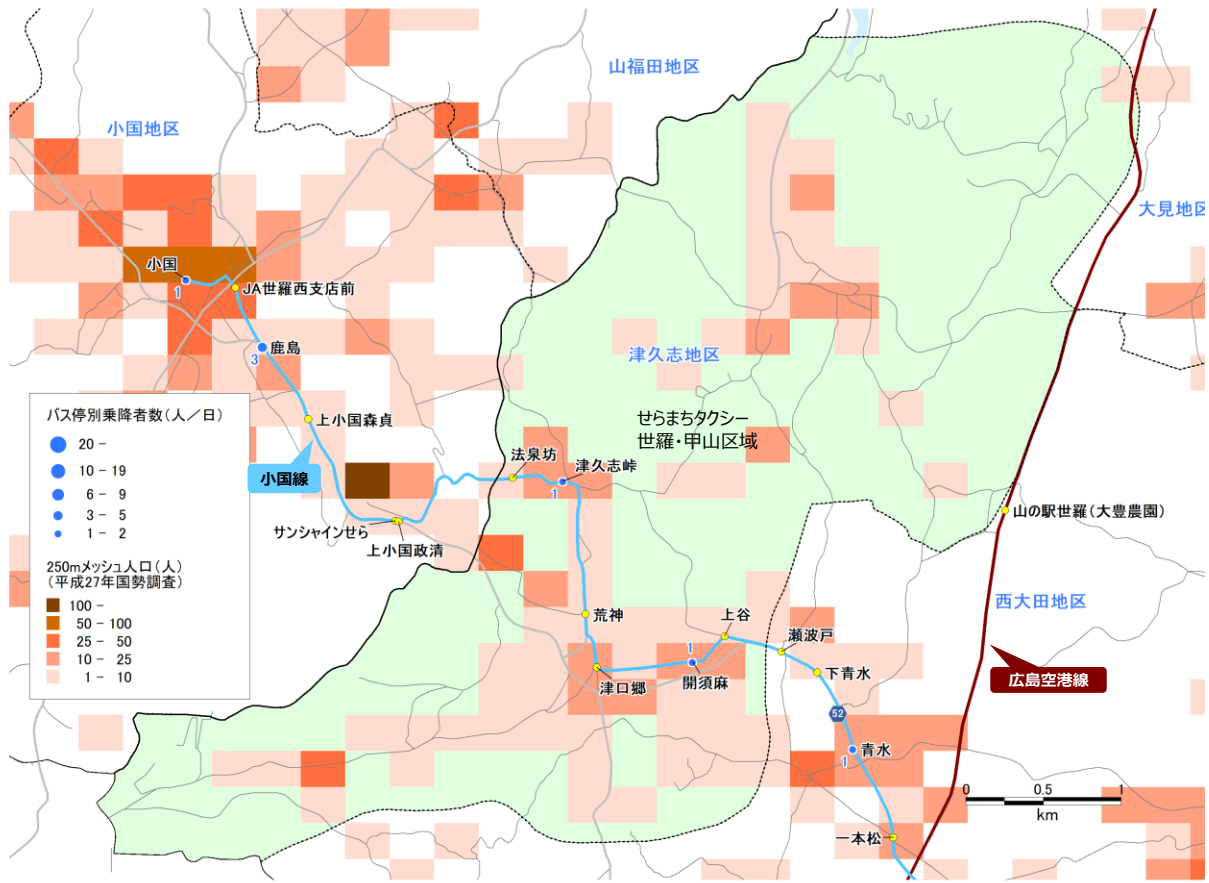 山福田地区
小国地区
大見地区
小国
1
JA世羅西支店前
鹿島
3
津久志地区
バス停別乗降者数(人/日)
20 -
10 - 19
6 - 9
3 - 5
1 - 2
250mメッシュ人口(人)
(平成27年国勢調査)
100 -
50 - 100
25 - 50
10 - 25
1 - 10
上小国森貞
せらまちタクシー
世羅・甲山区域
小国線
法泉坊
津久志峠
1
サンシャインせら
上小国政清
山の駅世羅(大豊農園)
西大田地区
荒神
上谷
瀬波戸
1
津口郷
開須麻
下青水
広島空港線
52
青水
1
0 0.5 1
km
一本松